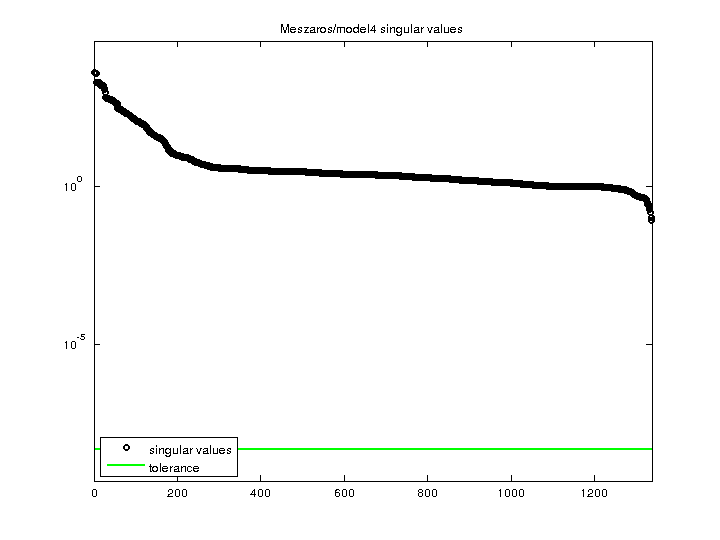 Meszaros/model4 singular values
10^0
10^-5
singular values
tolerance
0 200 400 600 800 1000 1200